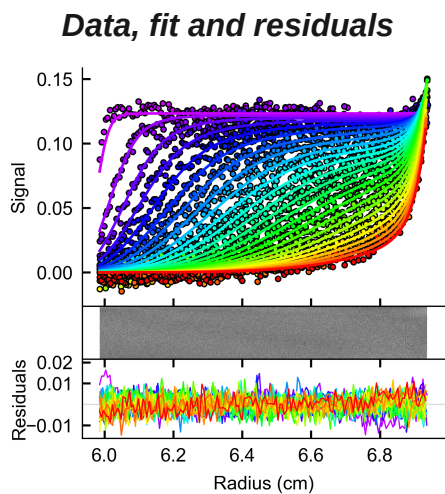 Data, fit and residuals
0.15
0.10
0.05
0.00
Signal
0.02
0.01
−0.01
Residuals
6.0 6.2 6.4 6.6 6.8
Radius (cm)